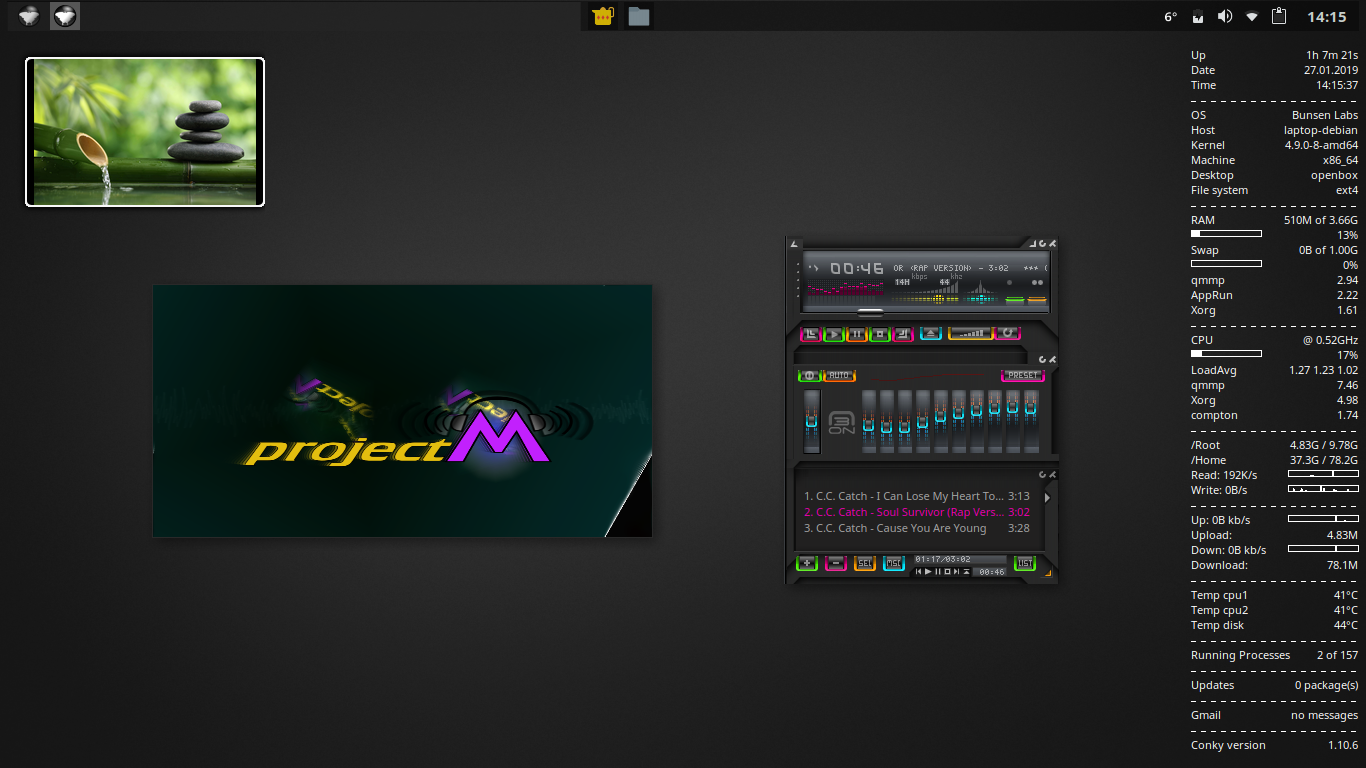 6° 14:15
Up 1h 7m 21s
Date 27.01.2019
Time 14:15:37
OS Bunsen Labs
Host laptop-debian
Kernel 4.9.0-8-amd64
Machine x86_64
Desktop openbox
File system ext4
RAM 510M of 3.66G
13%
Swap 0B of 1.00G
0%
qmmp 2.94
AppRun 2.22
Xorg 1.61
CPU @ 0.52GHz
17%
LoadAvg 1.27 1.23 1.02
qmmp 7.46
Xorg 4.98
compton 1.74
/Root 4.83G / 9.78G
/Home 37.3G / 78.2G
Read: 192K/s
Write: 0B/s
Up: 0B kb/s
Upload: 4.83M
Down: 0B kb/s
Download: 78.1M
Temp cpu1 41°C
Temp cpu2 41°C
Temp disk 44°C
Running Processes 2 of 157
Updates 0 package(s)
Gmail no messages
Conky version 1.10.6
projectM
00:46 OR (RAP VERSION) - 3:02 *** (
14H kbps 44 khz
AUTO PRESET
ON
1. C.C. Catch - I Can Lose My Heart To... 3:13
2. C.C. Catch - Soul Survivor (Rap Vers... 3:02
3. C.C. Catch - Cause You Are Young 3:28
+ - SEL MSC 01:17/03:02 LIST
00:46